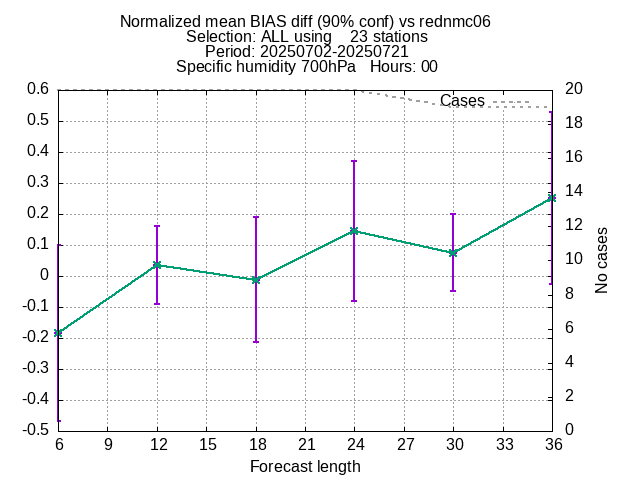 Normalized mean BIAS diff (90% conf) vs rednmc06
Selection: ALL using    23 stations
Period: 20250702-20250721
Specific humidity 700hPa   Hours: 00
Cases
0.6
0.5
0.4
0.3
0.2
0.1
0
-0.1
-0.2
-0.3
-0.4
-0.5
20
18
16
14
12
10
8
6
4
2
0
No cases
6 9 12 15 18 21 24 27 30 33 36
Forecast length